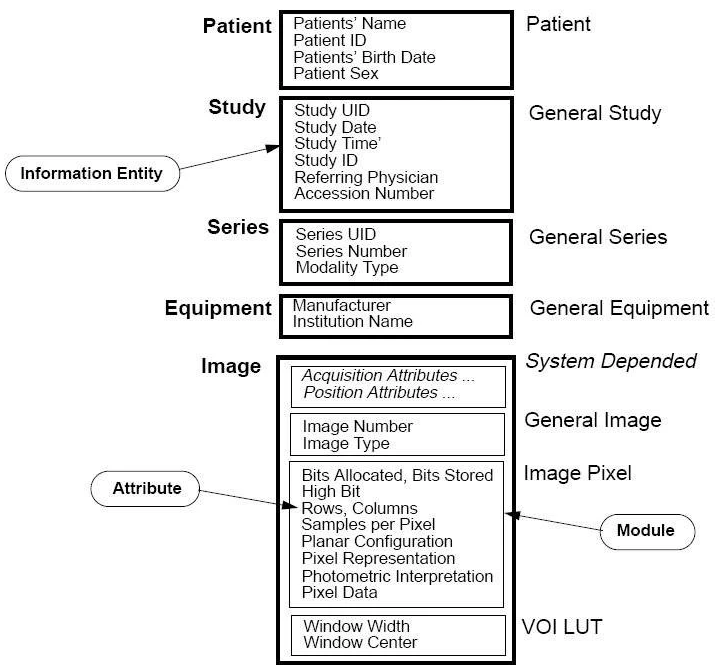 Patient
Patients' Name
Patient ID
Patients' Birth Date
Patient Sex
Patient
Study
Study UID
Study Date
Study Time'
Study ID
Referring Physician
Accession Number
General Study
Information Entity
Series
Series UID
Series Number
Modality Type
General Series
Equipment
Manufacturer
Institution Name
General Equipment
Image
Acquisition Attributes ...
Position Attributes ...
System Depended
Image Number
Image Type
General Image
Bits Allocated, Bits Stored
High Bit
Rows, Columns
Samples per Pixel
Planar Configuration
Pixel Representation
Photometric Interpretation
Pixel Data
Image Pixel
Attribute
Module
Window Width
Window Center
VOI LUT